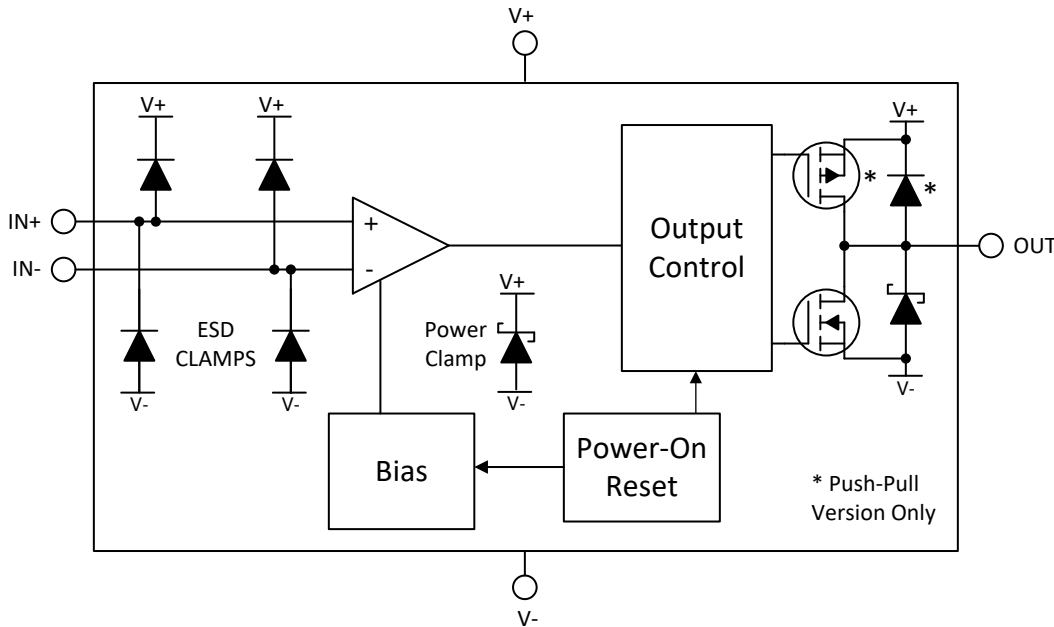 V+
V+
V+
V+
IN+
+
*
*
Output
Control
IN-
-
OUT
V+
ESD
CLAMPS
Power
Clamp
V-
V-
V-
V-
Bias
Power-On
Reset
* Push-Pull
Version Only
V-